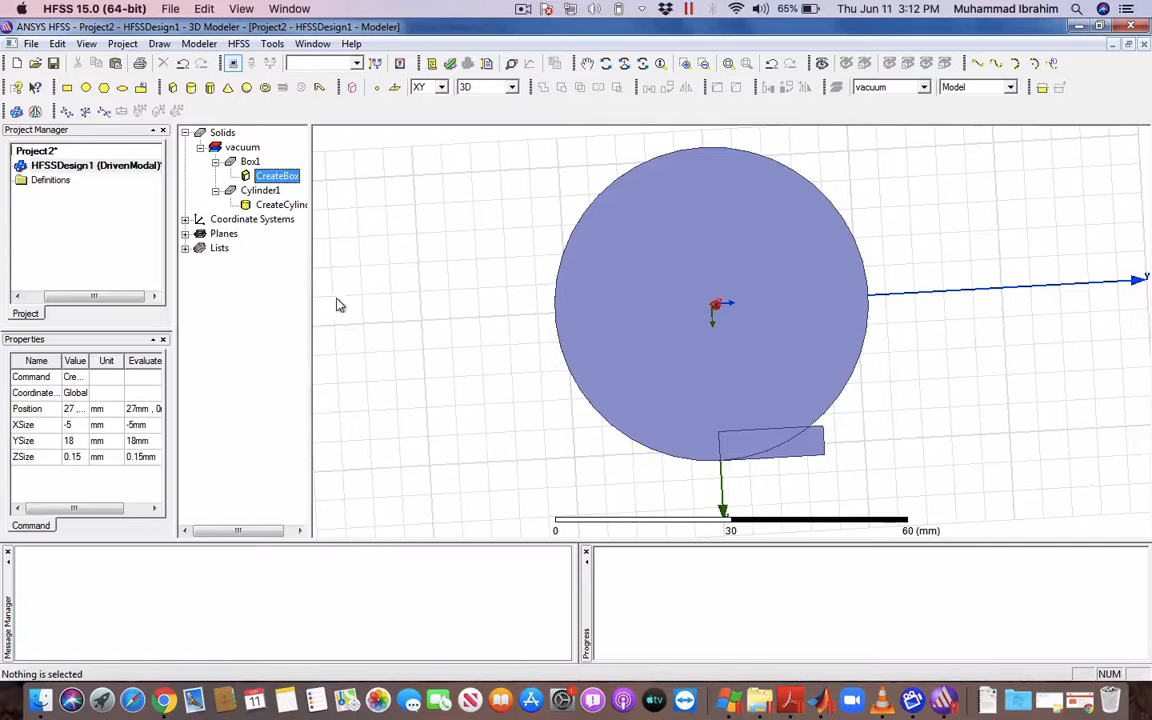 HFSS 15.0 (64-bit) File Edit View Window 65% Thu Jun 11 3:12 PM Muhammad Ibrahim
ANSYS HFSS - Project2 - HFSSDesign1 - 3D Modeler - [Project2 - HFSSDesign1 - Modeler]
File Edit View Project Draw Modeler HFSS Tools Window Help
XY 3D vacuum Model
Project Manager
Project2*
HFSSDesign1 (DrivenModal)*
Definitions
Project
Solids
vacuum
Box1
CreateBox
Cylinder1
CreateCylind
Coordinate Systems
Planes
Lists
Properties
Name Value Unit Evaluate
Command Cre...
Coordinate... Global
Position 27 ,... mm 27mm , 0
XSize -5 mm -5mm
YSize 18 mm 18mm
ZSize 0.15 mm 0.15mm
Command
0 30 60 (mm)
Message Manager
Progress
Nothing is selected
NUM